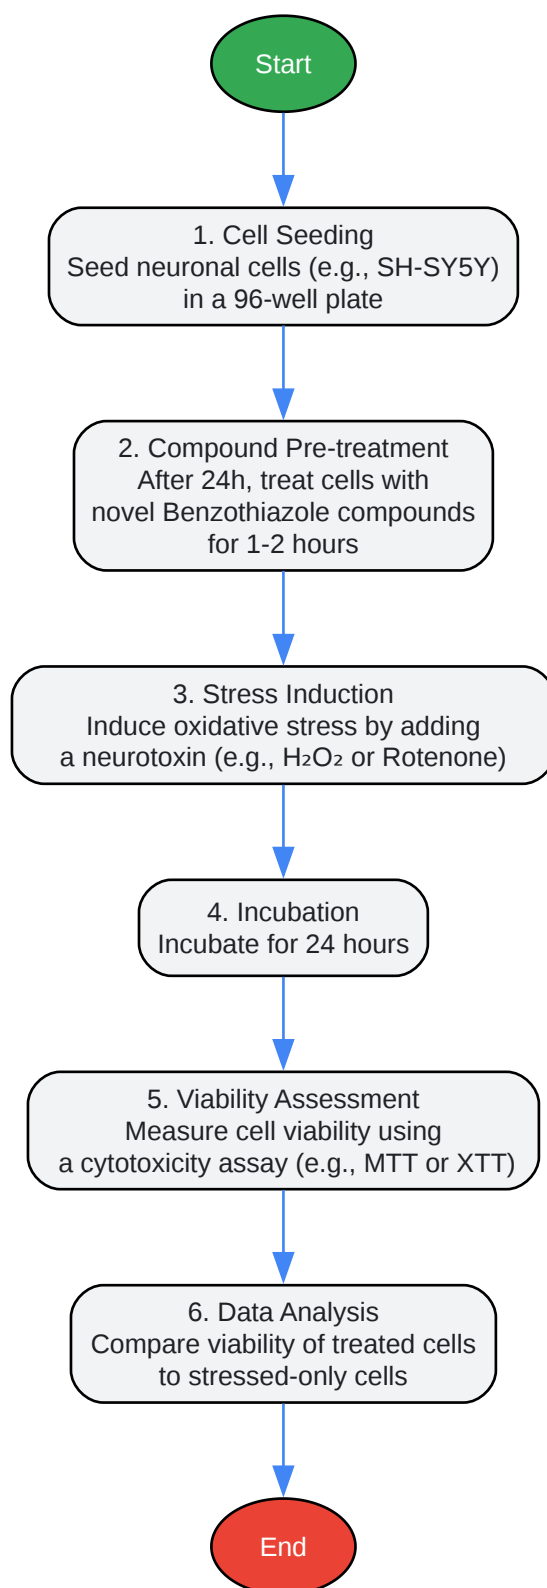 Start
1. Cell Seeding
Seed neuronal cells (e.g., SH-SY5Y)
in a 96-well plate
2. Compound Pre-treatment
After 24h, treat cells with
novel Benzothiazole compounds
for 1-2 hours
3. Stress Induction
Induce oxidative stress by adding
a neurotoxin (e.g., H₂O₂ or Rotenone)
4. Incubation
Incubate for 24 hours
5. Viability Assessment
Measure cell viability using
a cytotoxicity assay (e.g., MTT or XTT)
6. Data Analysis
Compare viability of treated cells
to stressed-only cells
End